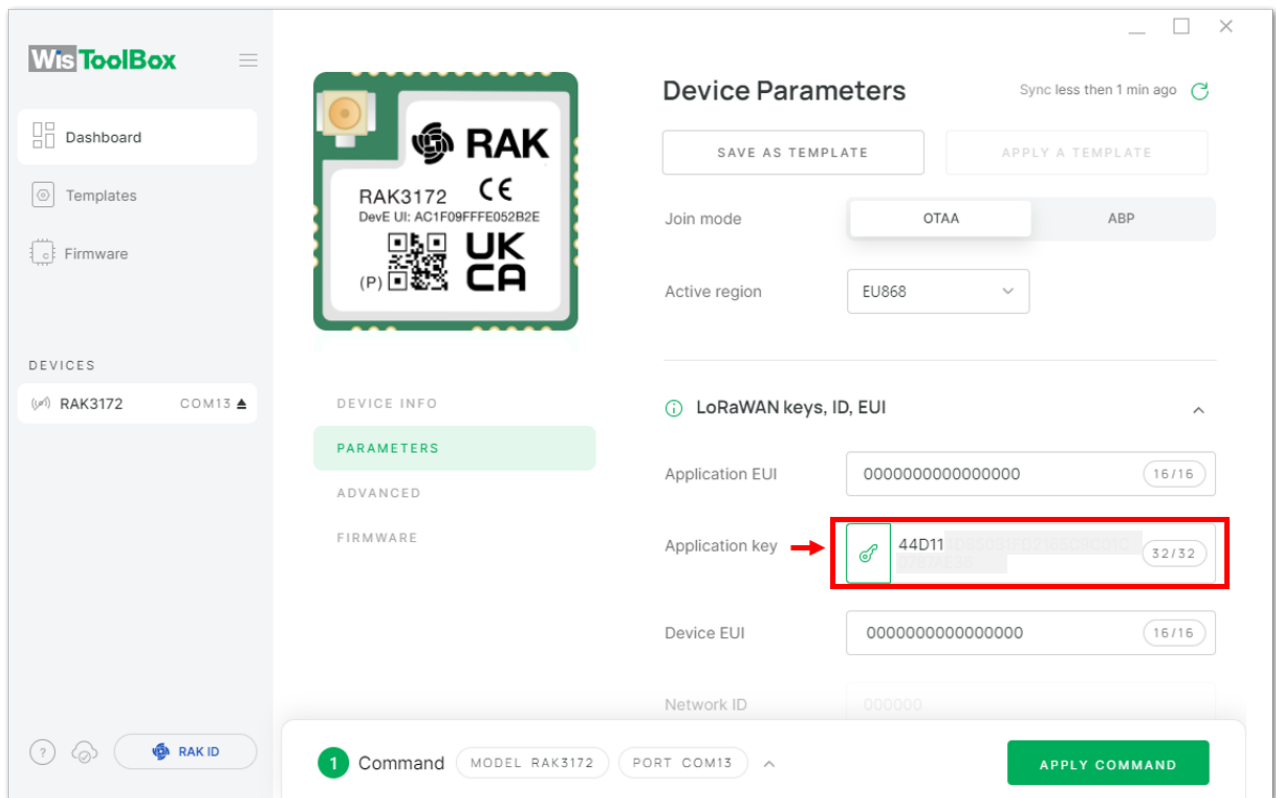 WisToolBox
Dashboard
Templates
Firmware
DEVICES
RAK3172 COM13
RAK ID
RAK
RAK3172 CE
DevE UI: AC1F09FFFE052B2E
UK
CA
(P)
DEVICE INFO
PARAMETERS
ADVANCED
FIRMWARE
Device Parameters Sync less then 1 min ago
SAVE AS TEMPLATE APPLY A TEMPLATE
Join mode OTAA ABP
Active region EU868
LoRaWAN keys, ID, EUI
Application EUI 0000000000000000 16/16
Application key 44D11 32/32
Device EUI 0000000000000000 16/16
Network ID 000000
1 Command MODEL RAK3172 PORT COM13 APPLY COMMAND